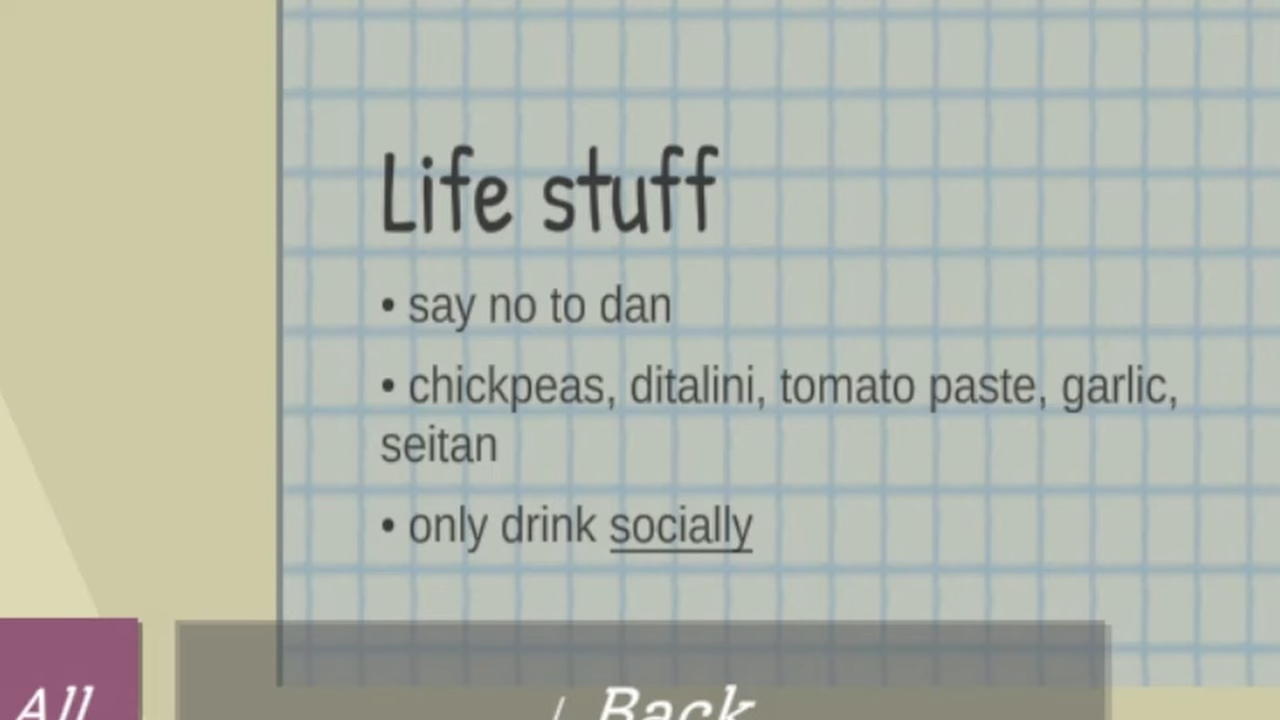 Life stuff
• say no to dan
• chickpeas, ditalini, tomato paste, garlic,
seitan
• only drink socially
All
Back